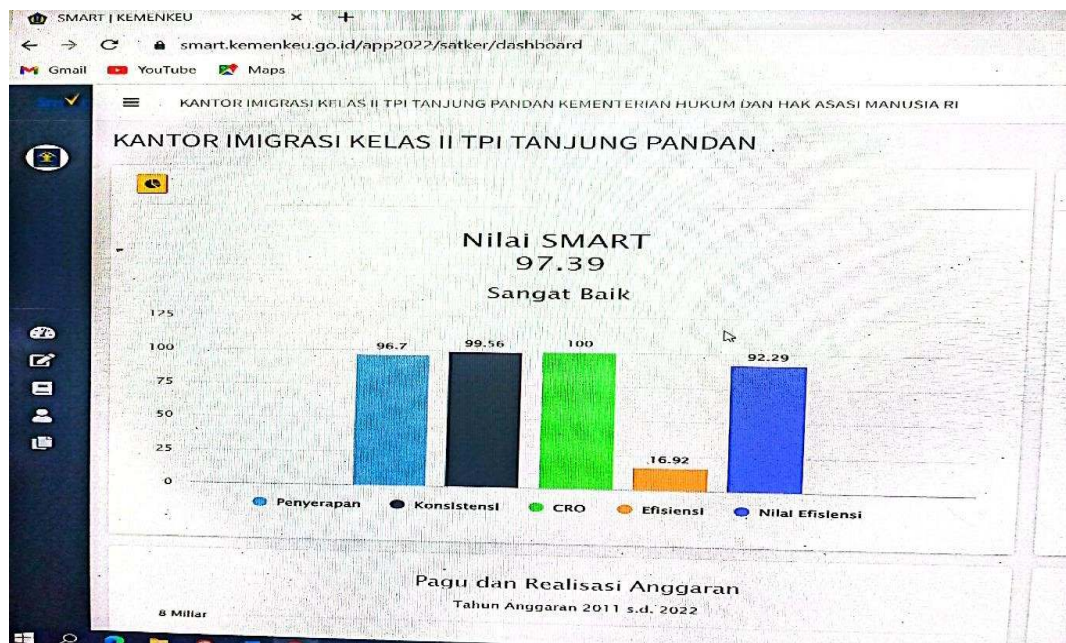 SMART | KEMENKEU
smart.kemenkeu.go.id/app2022/satker/dashboard
Gmail YouTube Maps
KANTOR IMIGRASI KELAS II TPI TANJUNG PANDAN KEMENTERIAN HUKUM DAN HAK ASASI MANUSIA RI
KANTOR IMIGRASI KELAS II TPI TANJUNG PANDAN
Nilai SMART
97.39
Sangat Baik
125
100
75
50
25
0
96.7 99.56 100 16.92 92.29
Penyerapan Konsistensi CRO Efisiensi Nilai Efisiensi
Pagu dan Realisasi Anggaran
Tahun Anggaran 2011 s.d. 2022
8 Miliar